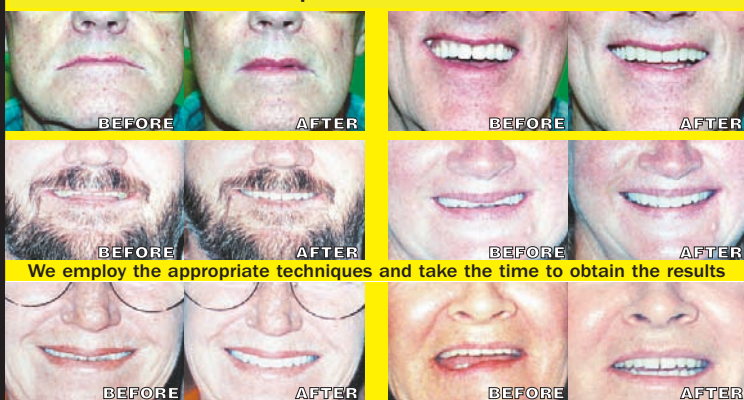 BEFORE AFTER BEFORE AFTER
BEFORE AFTER BEFORE AFTER
We employ the appropriate techniques and take the time to obtain the results
BEFORE AFTER BEFORE AFTER